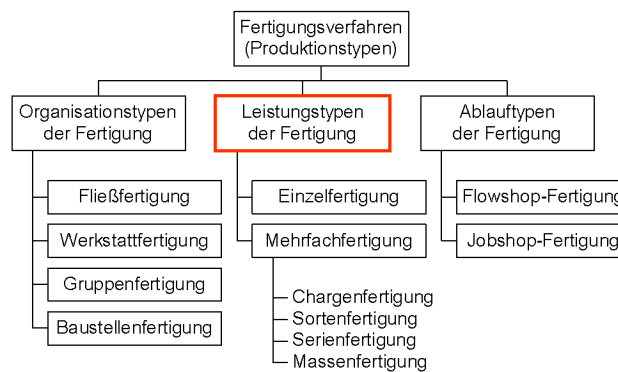 Fertigungsverfahren
(Produktionstypen)
Organisationstypen
der Fertigung
Leistungstypen
der Fertigung
Ablauftypen
der Fertigung
Fließfertigung
Werkstattfertigung
Gruppenfertigung
Baustellenfertigung
Einzelfertigung
Mehrfachfertigung
Chargenfertigung
Sortenfertigung
Serienfertigung
Massenfertigung
Flowshop-Fertigung
Jobshop-Fertigung